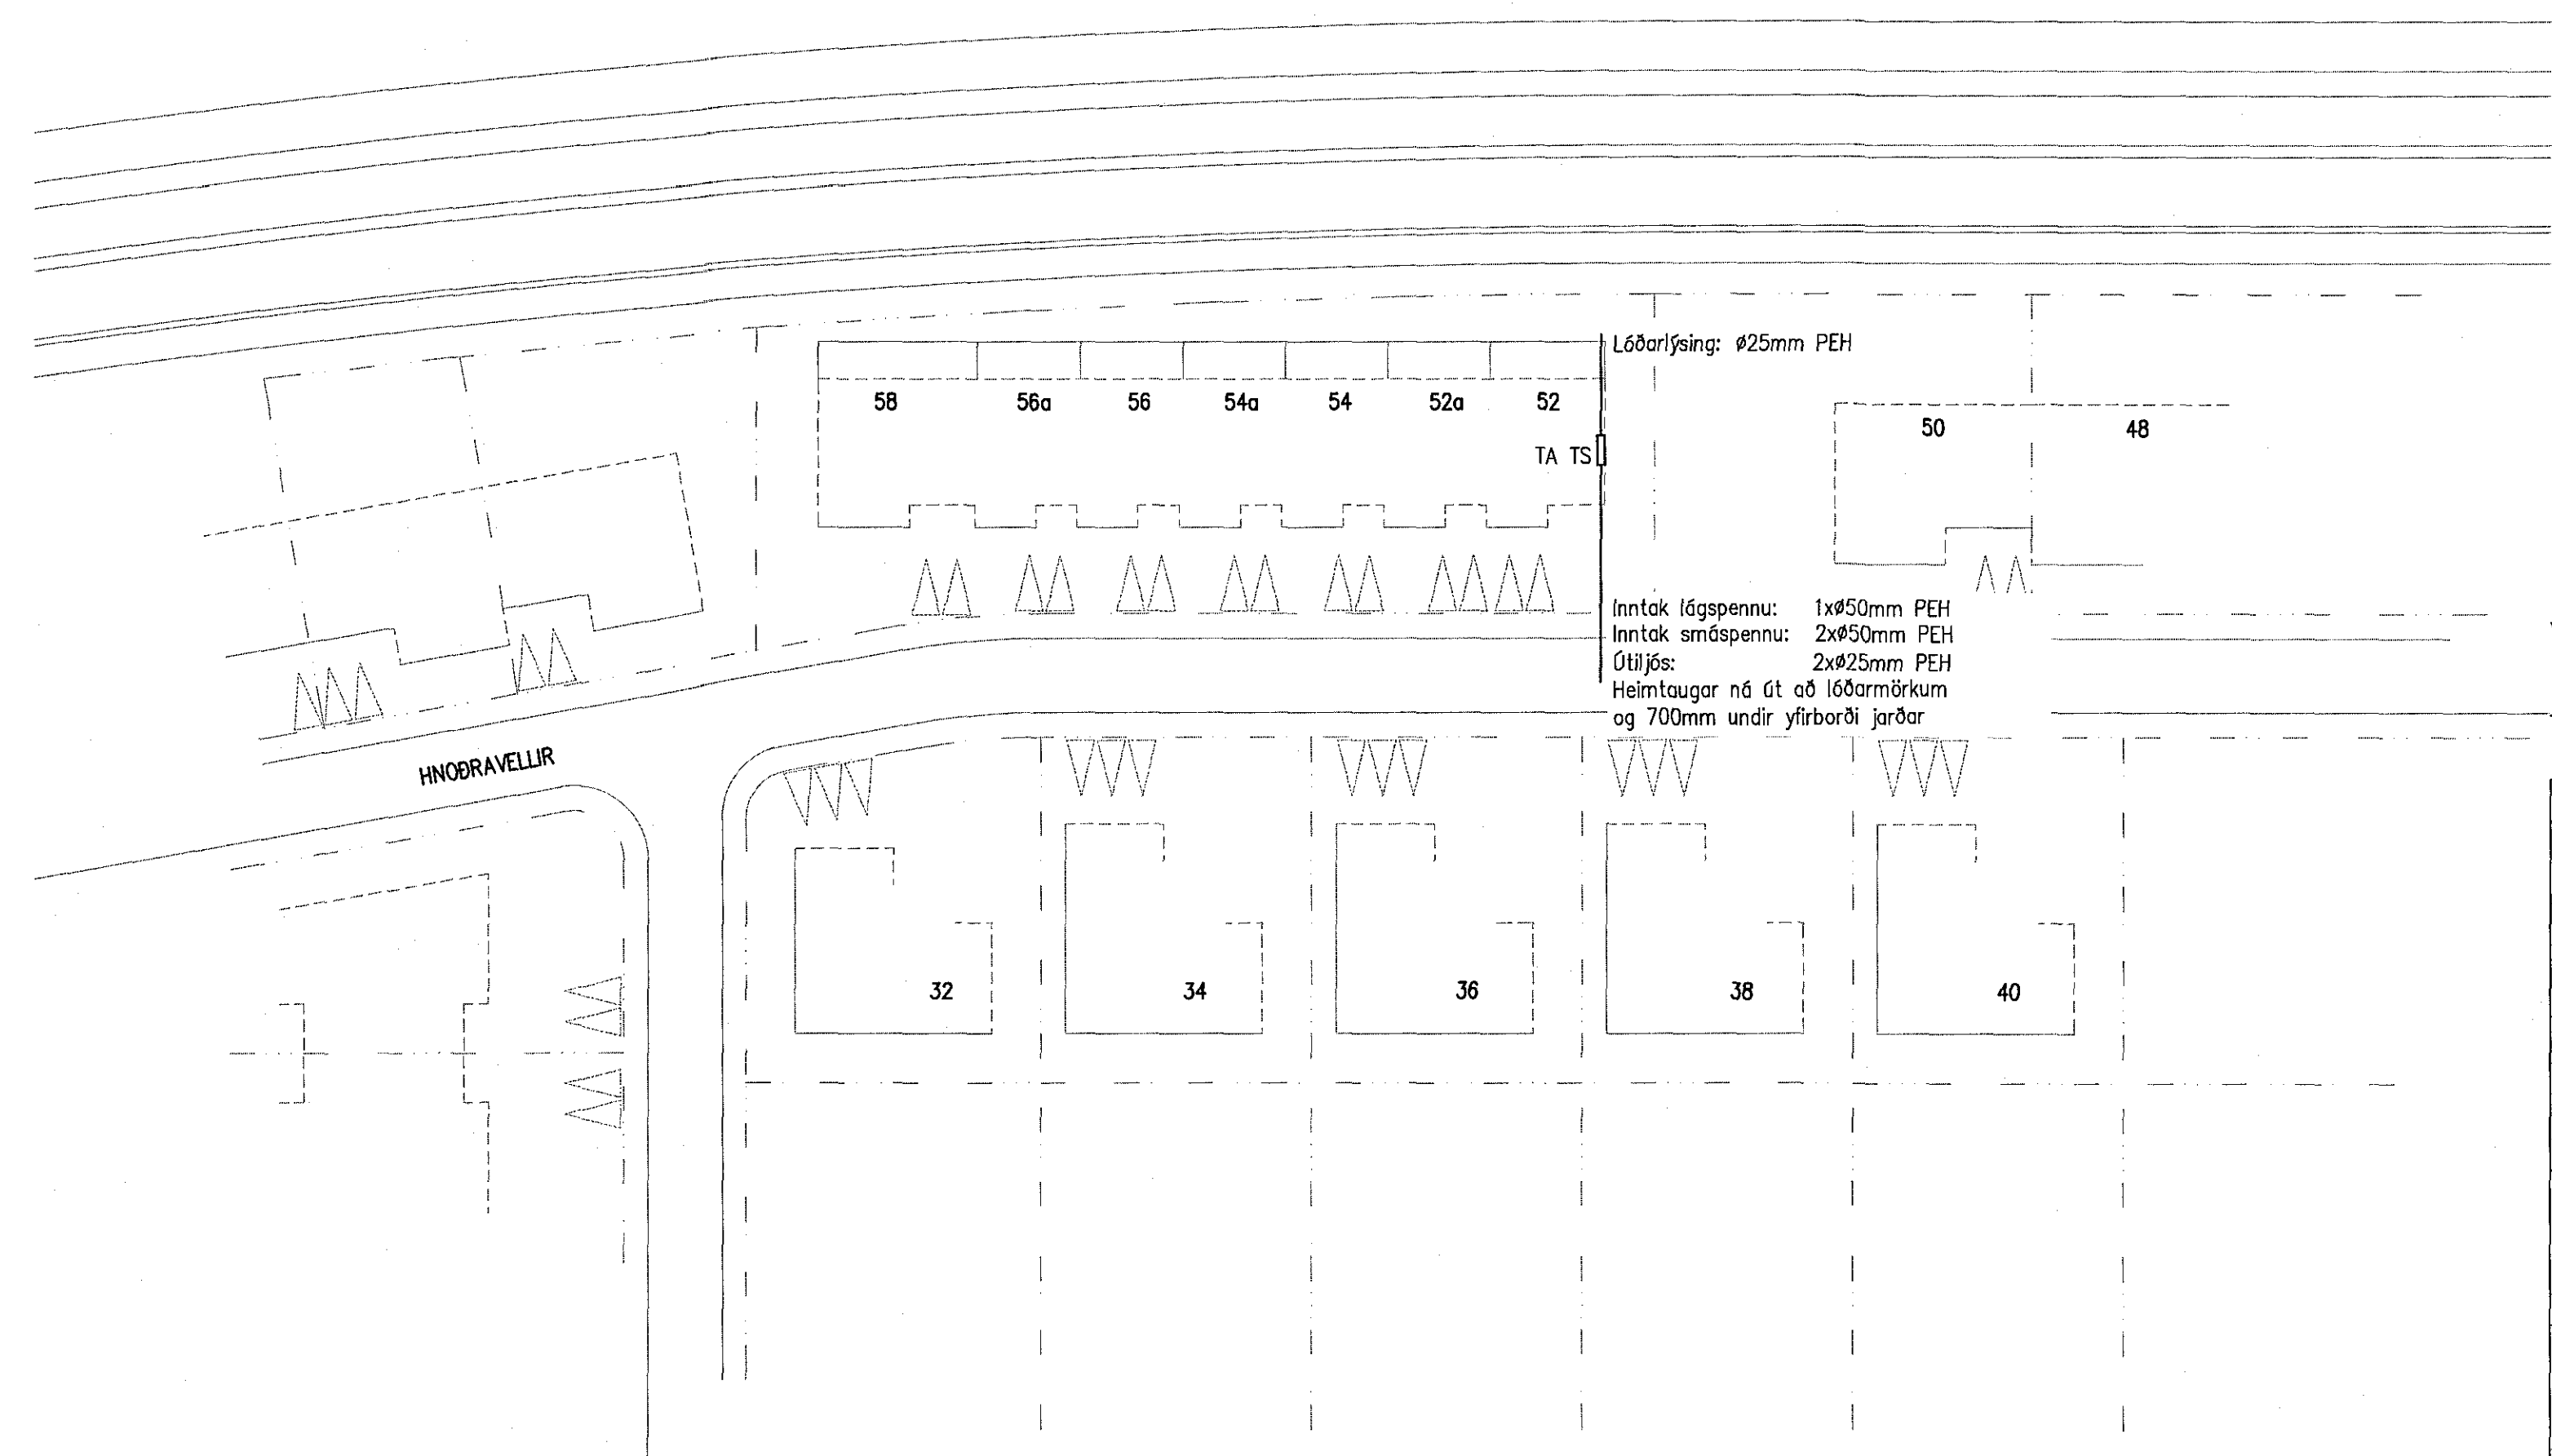 Lóðarlýsing: ø25mm PEH
58 56a 56 54a 54 52a 52
50 48
TA TS
Inntak lágspennu: 1xø50mm PEH
Inntak smáspennu: 2xø50mm PEH
Útiljós: 2xø25mm PEH
Heimtaugar ná út að lóðarmörkum
og 700mm undir yfirborði jarðar
HNOÐRAVELLIR
32 34 36 38 40